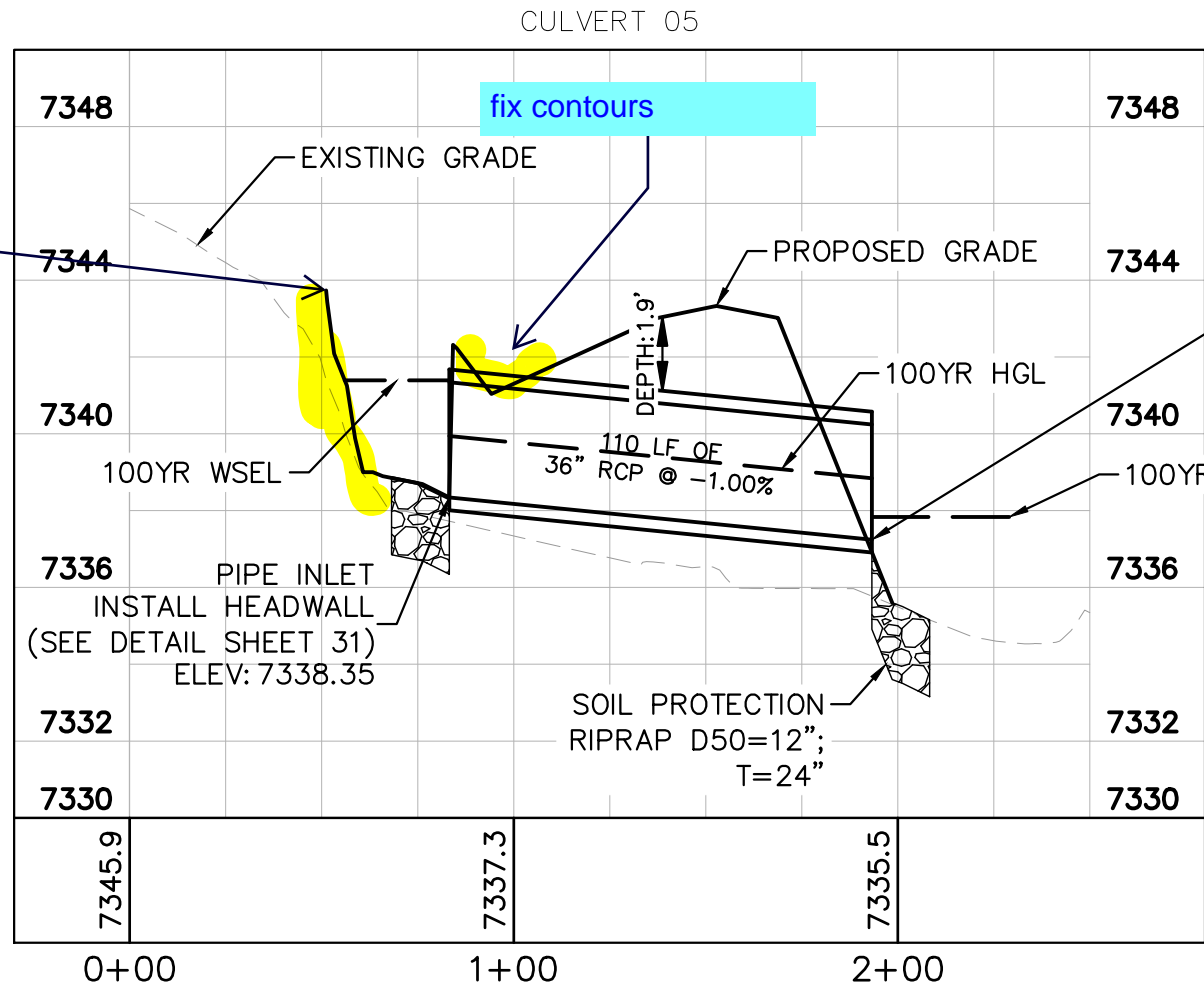 CULVERT 05
fix contours
7348
7348
EXISTING GRADE
PROPOSED GRADE
7344
7344
DEPTH: 1.9'
100YR HGL
7340
7340
110 LF OF
36" RCP @ -1.00%
100YR WSEL
100YR
7336
7336
PIPE INLET
INSTALL HEADWALL
(SEE DETAIL SHEET 31)
ELEV: 7338.35
SOIL PROTECTION
RIPRAP D50=12";
T=24"
7332
7332
7330
7330
7345.9
7337.3
7335.5
0+00
1+00
2+00